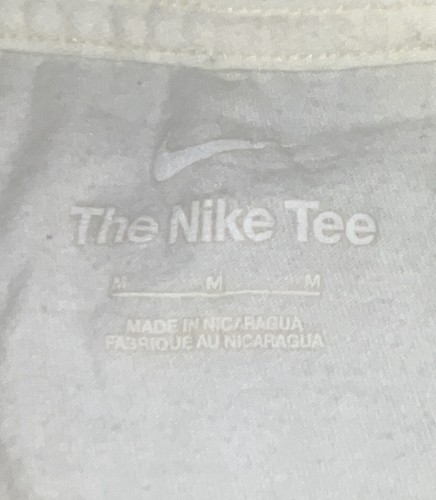 The Nike Tee
M M M
MADE IN NICARAGUA
FABRIQUE AU NICARAGUA